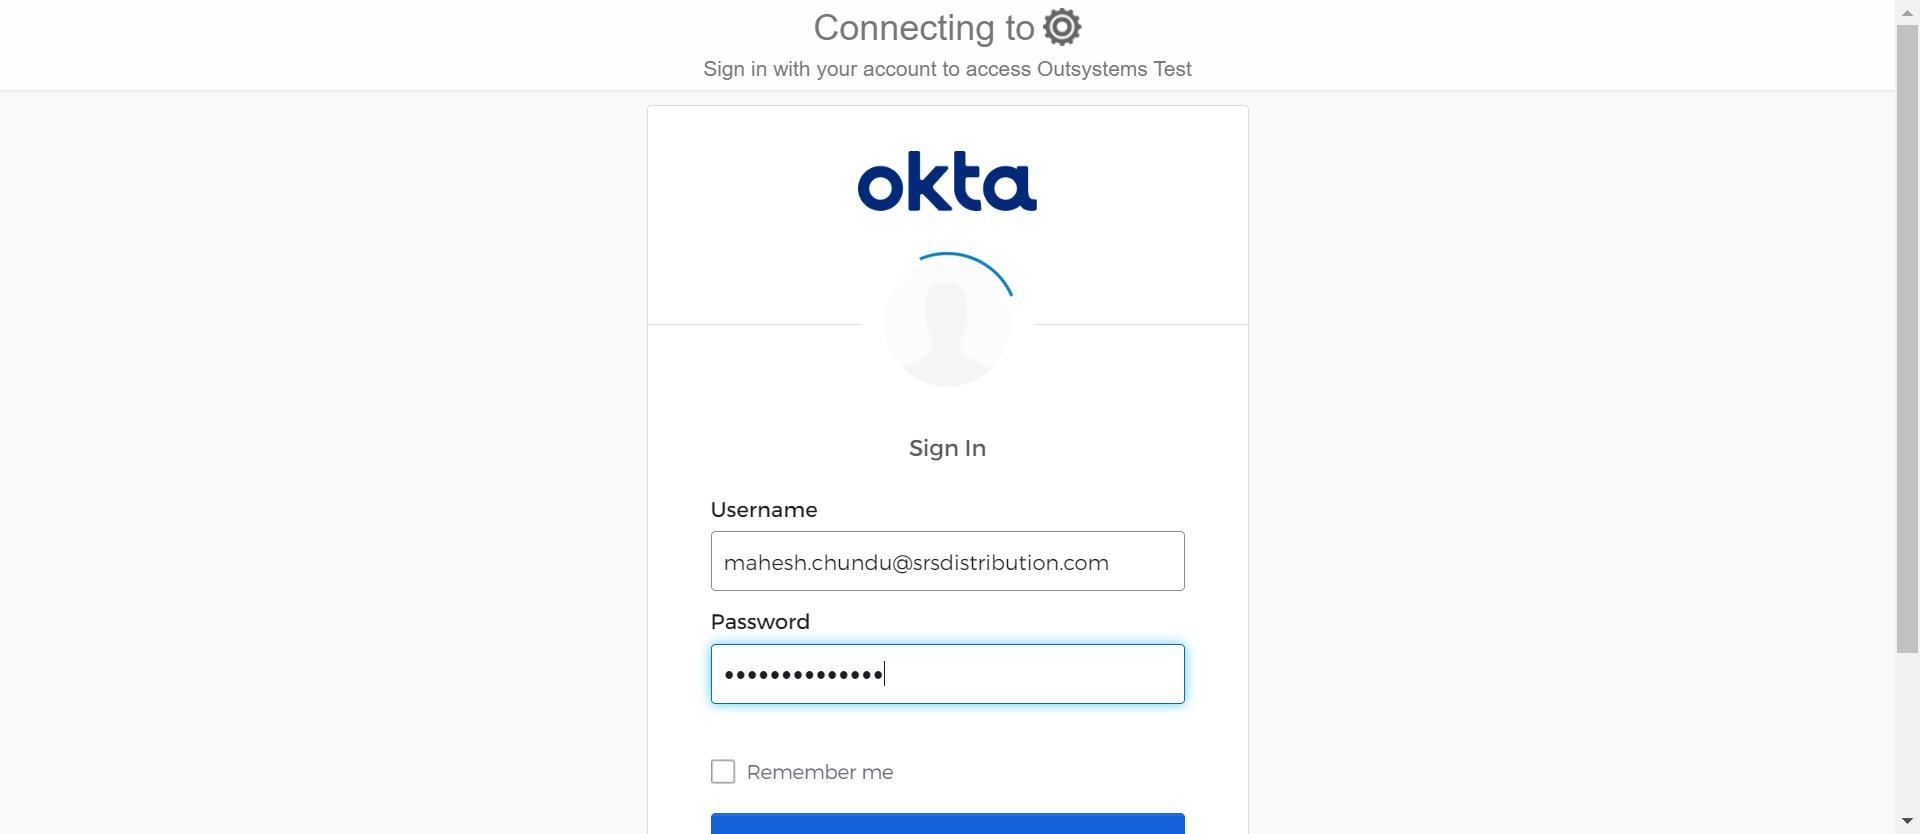 Connecting to
Sign in with your account to access Outsystems Test
okta
Sign In
Username
mahesh.chundu@srsdistribution.com
Password
••••••••••••••
Remember me